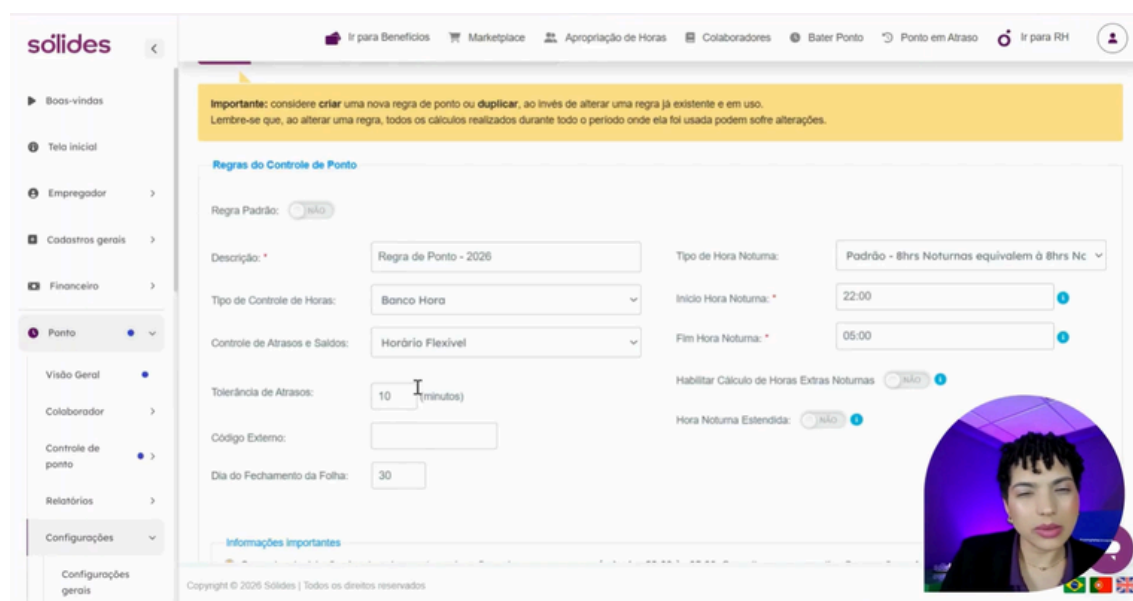 sólides
Ir para Benefícios
Marketplace
Apropriação de Horas
Colaboradores
Bater Ponto
Ponto em Atraso
Ir para RH
Boas-vindas
Tela inicial
Empregador
Cadastros gerais
Financeiro
Ponto
Visão Geral
Colaborador
Controle de
ponto
Relatórios
Configurações
Configurações
gerais
Importante: considere criar uma nova regra de ponto ou duplicar, ao invés de alterar uma regra já existente e em uso.
Lembre-se que, ao alterar uma regra, todos os cálculos realizados durante todo o período onde ela foi usada podem sofre alterações.
Regras do Controle de Ponto
Regra Padrão: NÃO
Descrição: * Regra de Ponto - 2026
Tipo de Controle de Horas: Banco Hora
Controle de Atrasos e Saldos: Horário Flexível
Tolerância de Atrasos: 10 (minutos)
Código Externo:
Dia do Fechamento da Folha: 30
Tipo de Hora Noturna: Padrão - 8hrs Noturnas equivalem à 8hrs Nc
Início Hora Noturna: * 22:00
Fim Hora Noturna: * 05:00
Habilitar Cálculo de Horas Extras Noturnas NÃO
Hora Noturna Estendida: NÃO
Informações importantes
Copyright © 2026 Sólides | Todos os direitos reservados